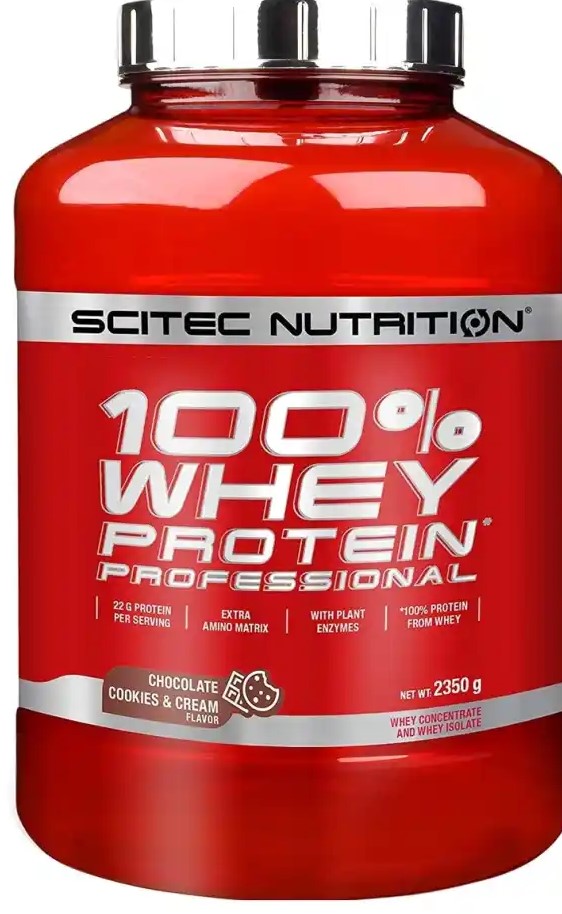 SCITEC NUTRITION®
100%
WHEY
PROTEIN*
PROFESSIONAL
22 G PROTEIN
PER SERVING
EXTRA
AMINO MATRIX
WITH PLANT
ENZYMES
*100% PROTEIN
FROM WHEY
CHOCOLATE
COOKIES & CREAM
FLAVOR
NET WT: 2350 g
WHEY CONCENTRATE
AND WHEY ISOLATE